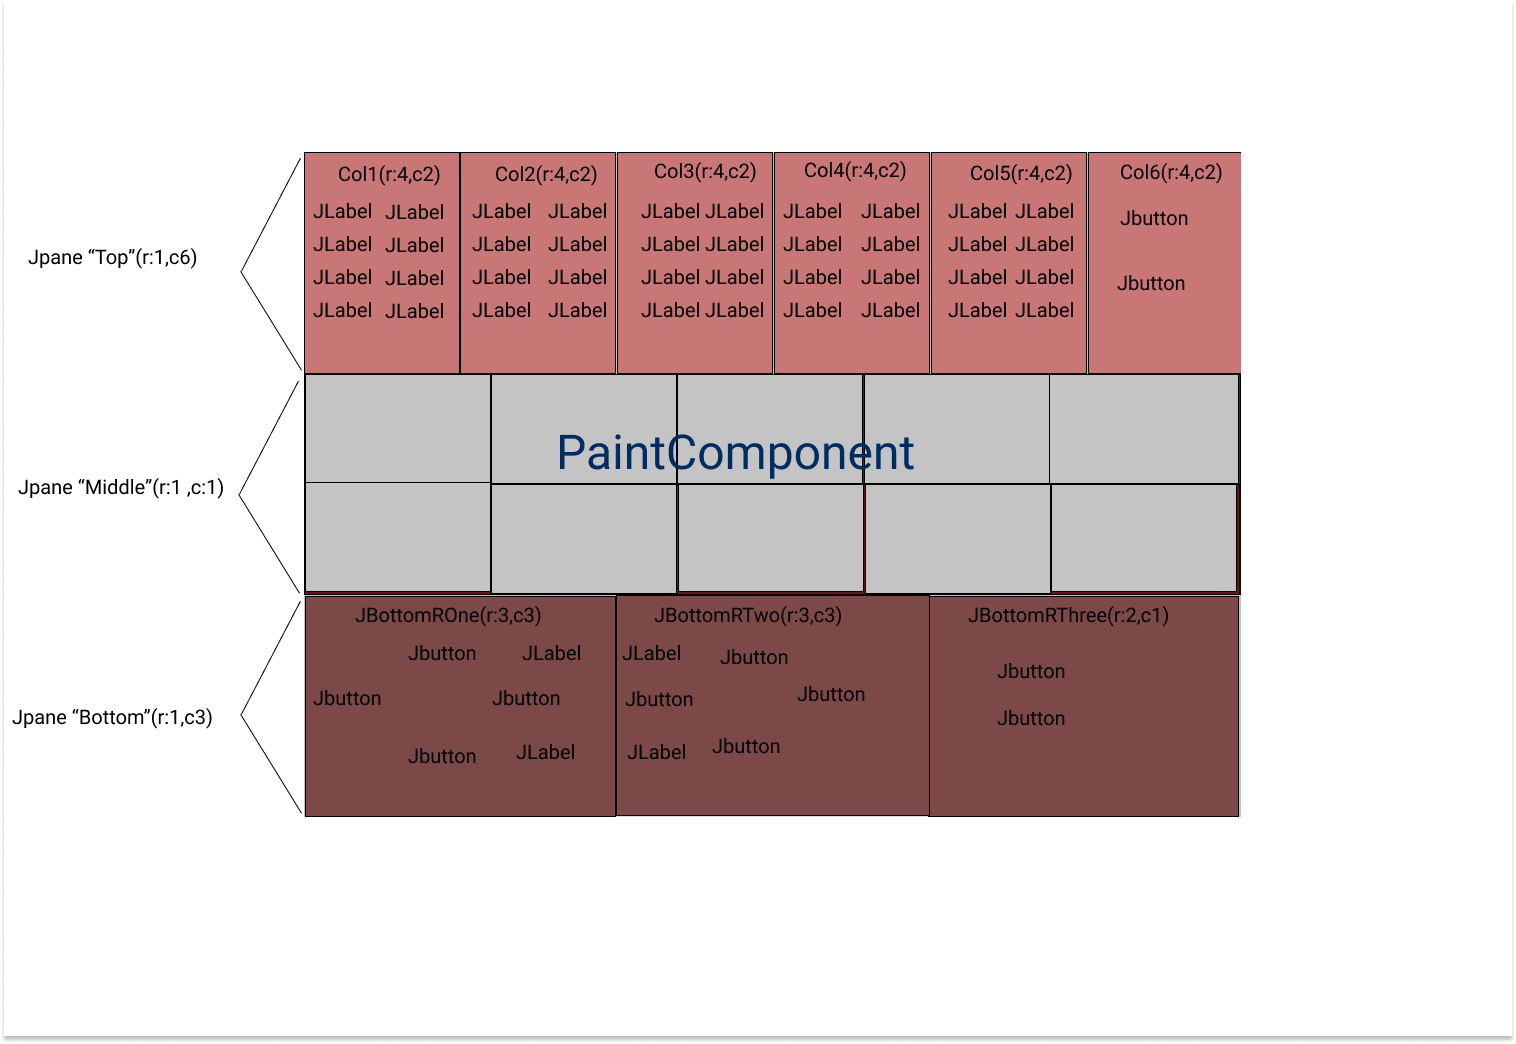 Col1(r:4,c2) Col2(r:4,c2) Col3(r:4,c2) Col4(r:4,c2) Col5(r:4,c2) Col6(r:4,c2)
JLabel JLabel JLabel JLabel JLabel JLabel JLabel JLabel JLabel JLabel Jbutton
JLabel JLabel JLabel JLabel JLabel JLabel JLabel JLabel JLabel JLabel
Jpane “Top”(r:1,c6)
JLabel JLabel JLabel JLabel JLabel JLabel JLabel JLabel JLabel JLabel Jbutton
JLabel JLabel JLabel JLabel JLabel JLabel JLabel JLabel JLabel JLabel
PaintComponent
Jpane “Middle”(r:1 ,c:1)
JBottomROne(r:3,c3) JBottomRTwo(r:3,c3) JBottomRThree(r:2,c1)
Jbutton JLabel JLabel Jbutton Jbutton
Jbutton Jbutton Jbutton Jbutton Jbutton
Jpane “Bottom”(r:1,c3)
Jbutton JLabel JLabel Jbutton